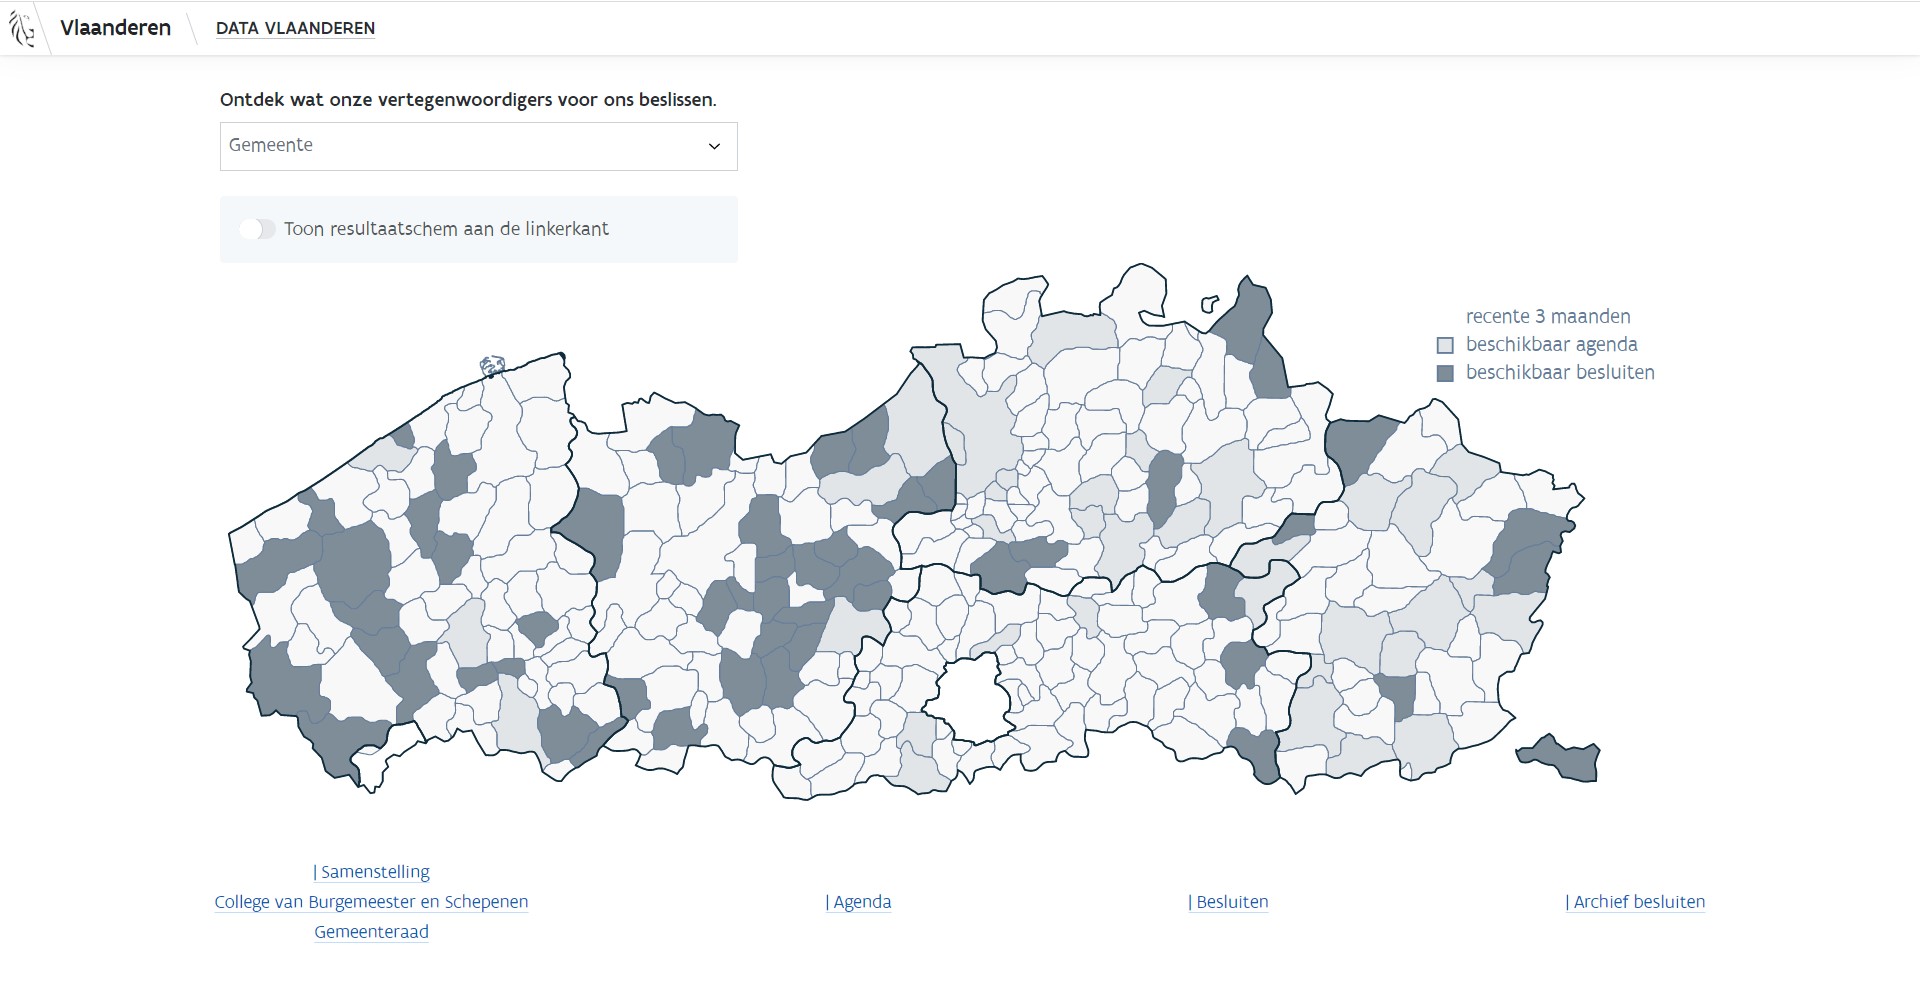 Vlaanderen
DATA VLAANDEREN
Ontdek wat onze vertegenwoordigers voor ons beslissen.
Gemeente
Toon resultaatschem aan de linkerkant
recente 3 maanden
beschikbaar agenda
beschikbaar besluiten
| Samenstelling
College van Burgemeester en Schepenen
Gemeenteraad
| Agenda
| Besluiten
| Archief besluiten